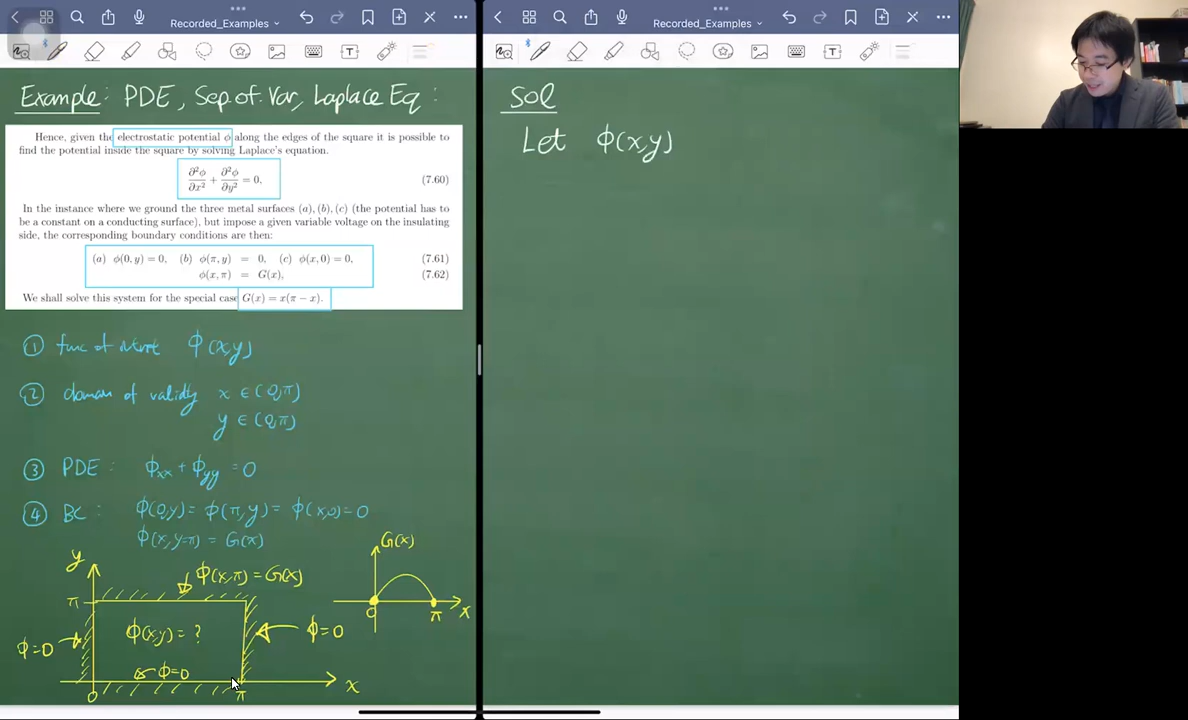 Recorded_Examples
Recorded_Examples
Example: PDE, Sep. of. Var, Laplace Eq:
Hence, given the electrostatic potential ϕ along the edges of the square it is possible to
find the potential inside the square by solving Laplace's equation.
∂²ϕ/∂x² + ∂²ϕ/∂y² = 0, (7.60)
In the instance where we ground the three metal surfaces (a), (b), (c) (the potential has to
be a constant on a conducting surface), but impose a given variable voltage on the insulating
side, the corresponding boundary conditions are then:
(a) ϕ(0, y) = 0, (b) ϕ(π, y) = 0, (c) ϕ(x, 0) = 0, (7.61)
ϕ(x, π) = G(x), (7.62)
We shall solve this system for the special case G(x) = x(π − x).
① func of ϕ(x,y)
② domain of validity x ∈ (0,π)
y ∈ (0,π)
③ PDE: ϕxx + ϕyy = 0
④ BC: ϕ(0,y) = ϕ(π,y) = ϕ(x,0) = 0
ϕ(x,y=π) = G(x)
y
ϕ(x,π) = G(x)
π
ϕ(x,y) = ?
ϕ=0
ϕ=0
ϕ=0
0
π
x
G(x)
0
π
x
Sol
Let ϕ(x,y)